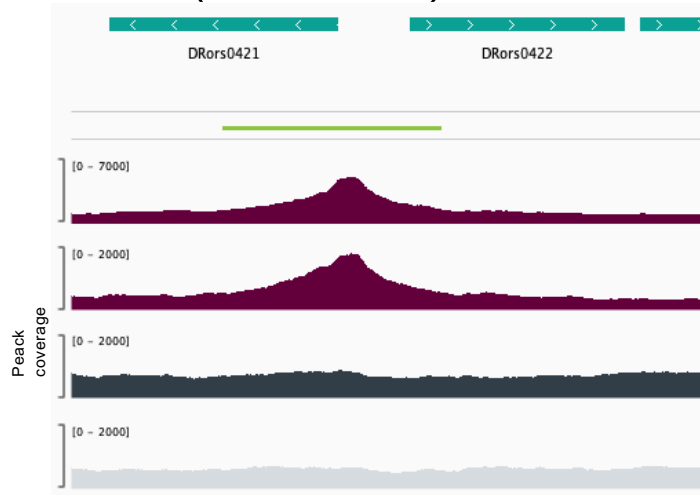 DRors0421
DRors0422
[0 - 7000]
[0 - 2000]
[0 - 2000]
[0 - 2000]
Peack
coverage